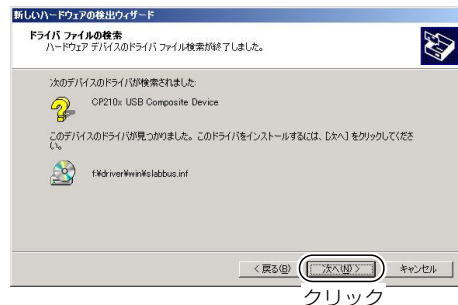 新しいハードウェアの検出ウィザード
ドライバ ファイルの検索
ハードウェア デバイスのドライバ ファイル検索が終了しました。
次のデバイスのドライバが検索されました:
CP210x USB Composite Device
このデバイスのドライバが見つかりました。このドライバをインストールするには、[次へ] をクリックしてくださ
い。
f:¥driver¥win¥slabbus.inf
< 戻る(B)
次へ(N) >
キャンセル
クリック